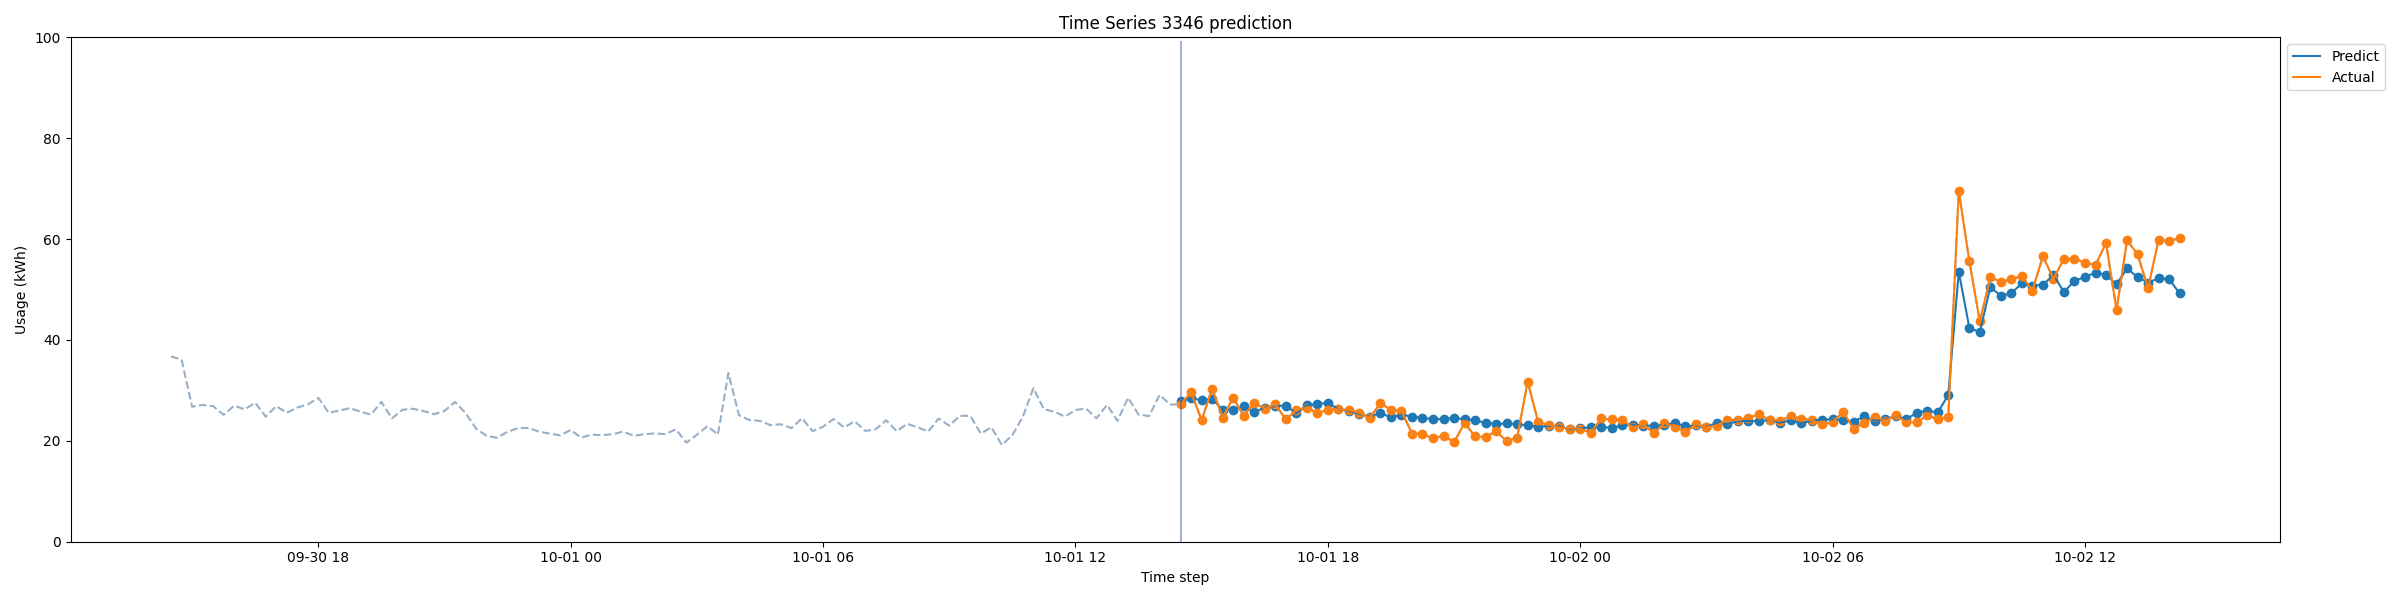 Time Series 3346 prediction
100
80
60
40
20
0
Usage (kWh)
09-30 18
10-01 00
10-01 06
10-01 12
10-01 18
10-02 00
10-02 06
10-02 12
Time step
Predict
Actual